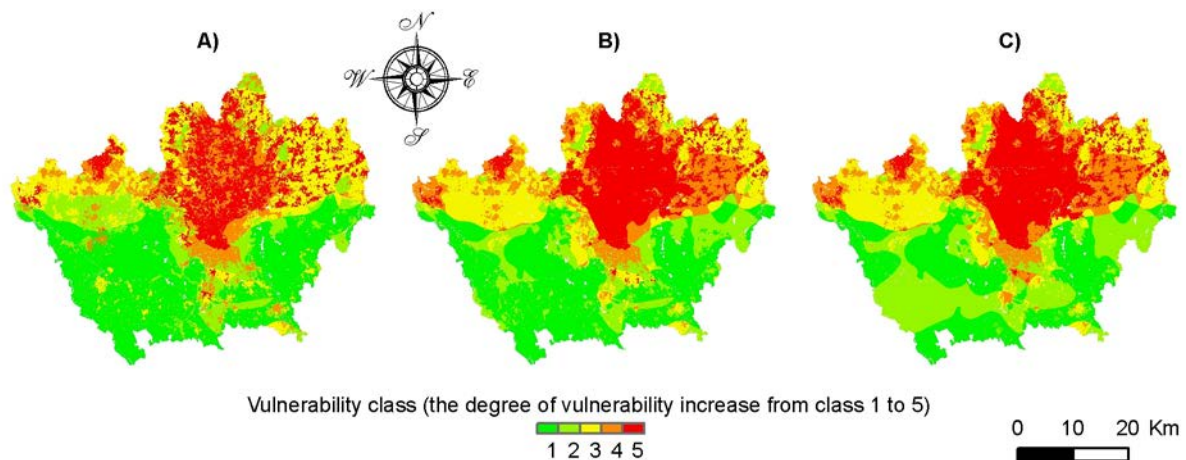 A)
B)
C)
N
W
E
S
Vulnerability class (the degree of vulnerability increase from class 1 to 5)
1 2 3 4 5
0 10 20 Km